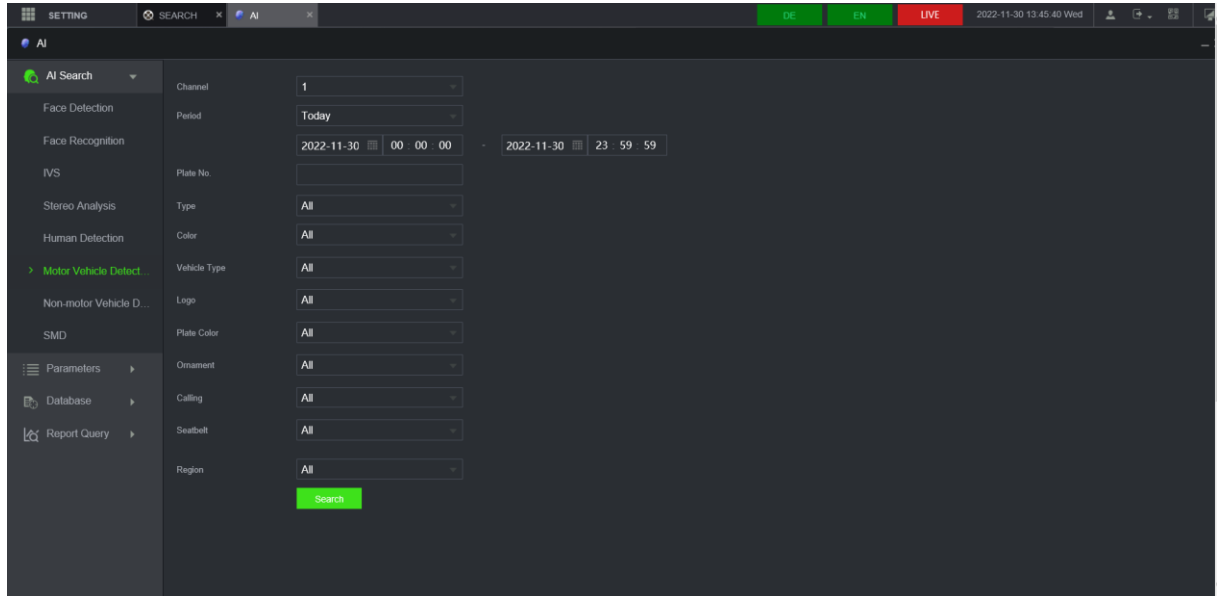 SETTING SEARCH × AI × DE EN LIVE 2022-11-30 13:45:40 Wed
AI
AI Search
Face Detection
Face Recognition
IVS
Stereo Analysis
Human Detection
> Motor Vehicle Detect...
Non-motor Vehicle D...
SMD
Parameters
Database
Report Query
Channel 1
Period Today
2022-11-30 00 : 00 : 00 - 2022-11-30 23 : 59 : 59
Plate No.
Type All
Color All
Vehicle Type All
Logo All
Plate Color All
Ornament All
Calling All
Seatbelt All
Region All
Search